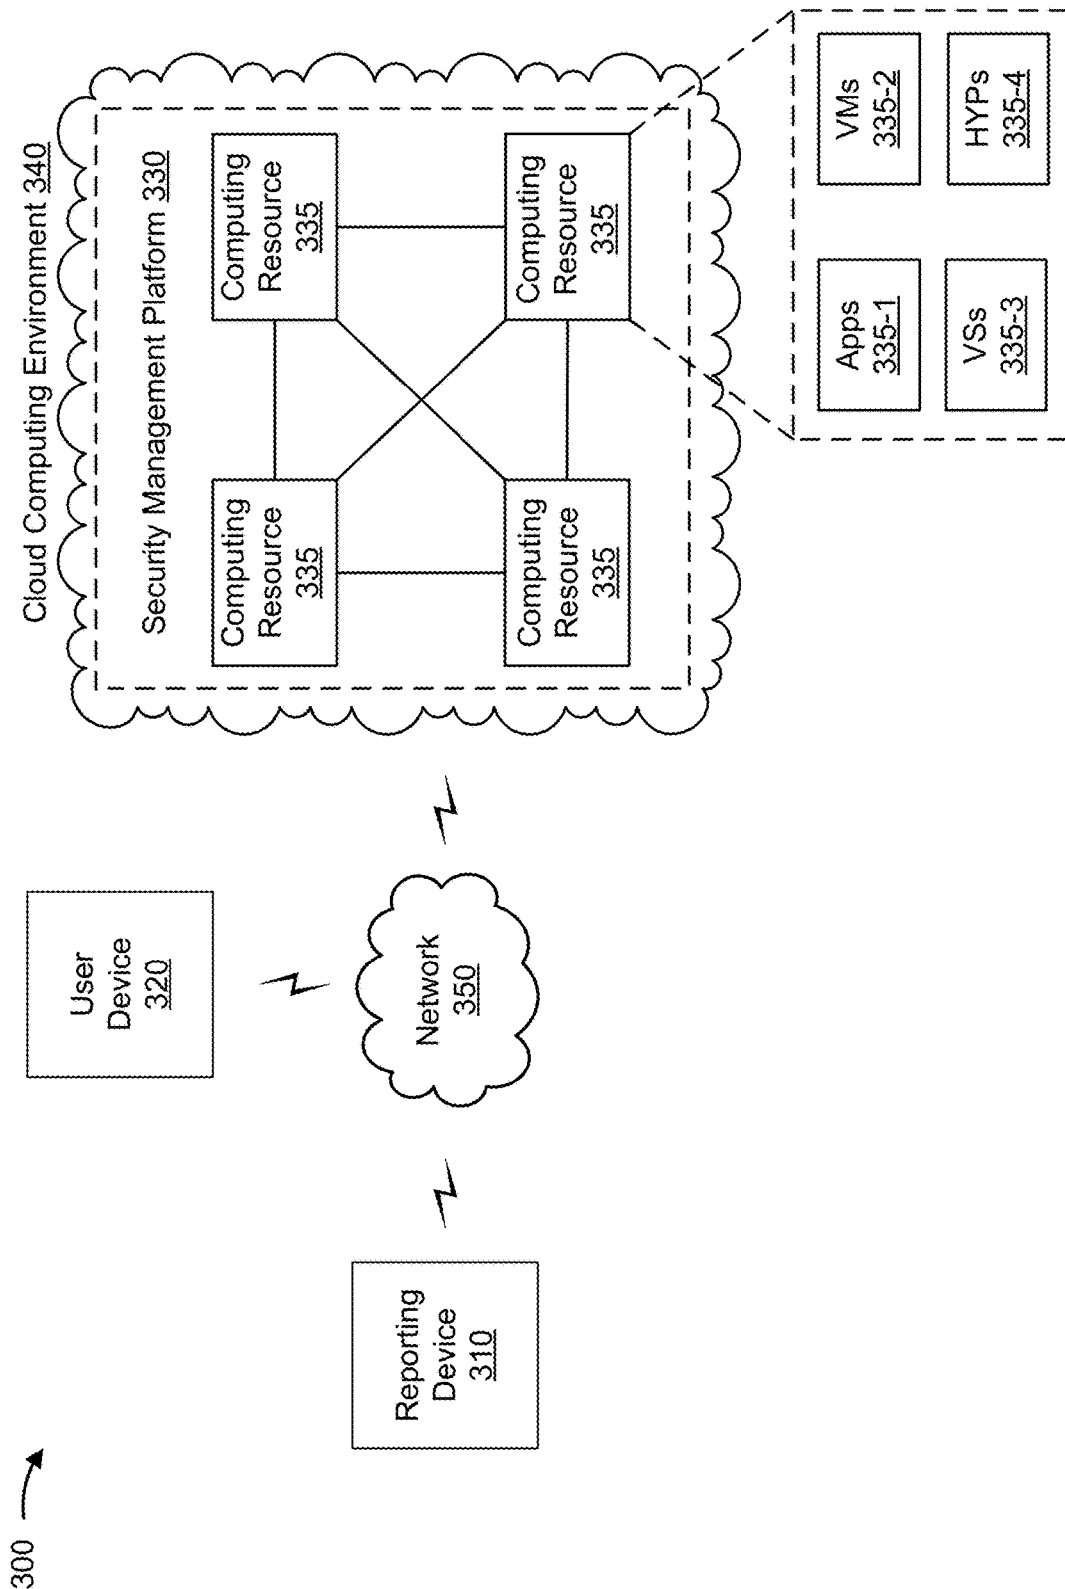 300
Reporting
Device
310
User
Device
320
Network
350
Cloud Computing Environment 340
Security Management Platform 330
Computing
Resource
335
Computing
Resource
335
Computing
Resource
335
Computing
Resource
335
Apps
335-1
VMs
335-2
VSs
335-3
HYPs
335-4